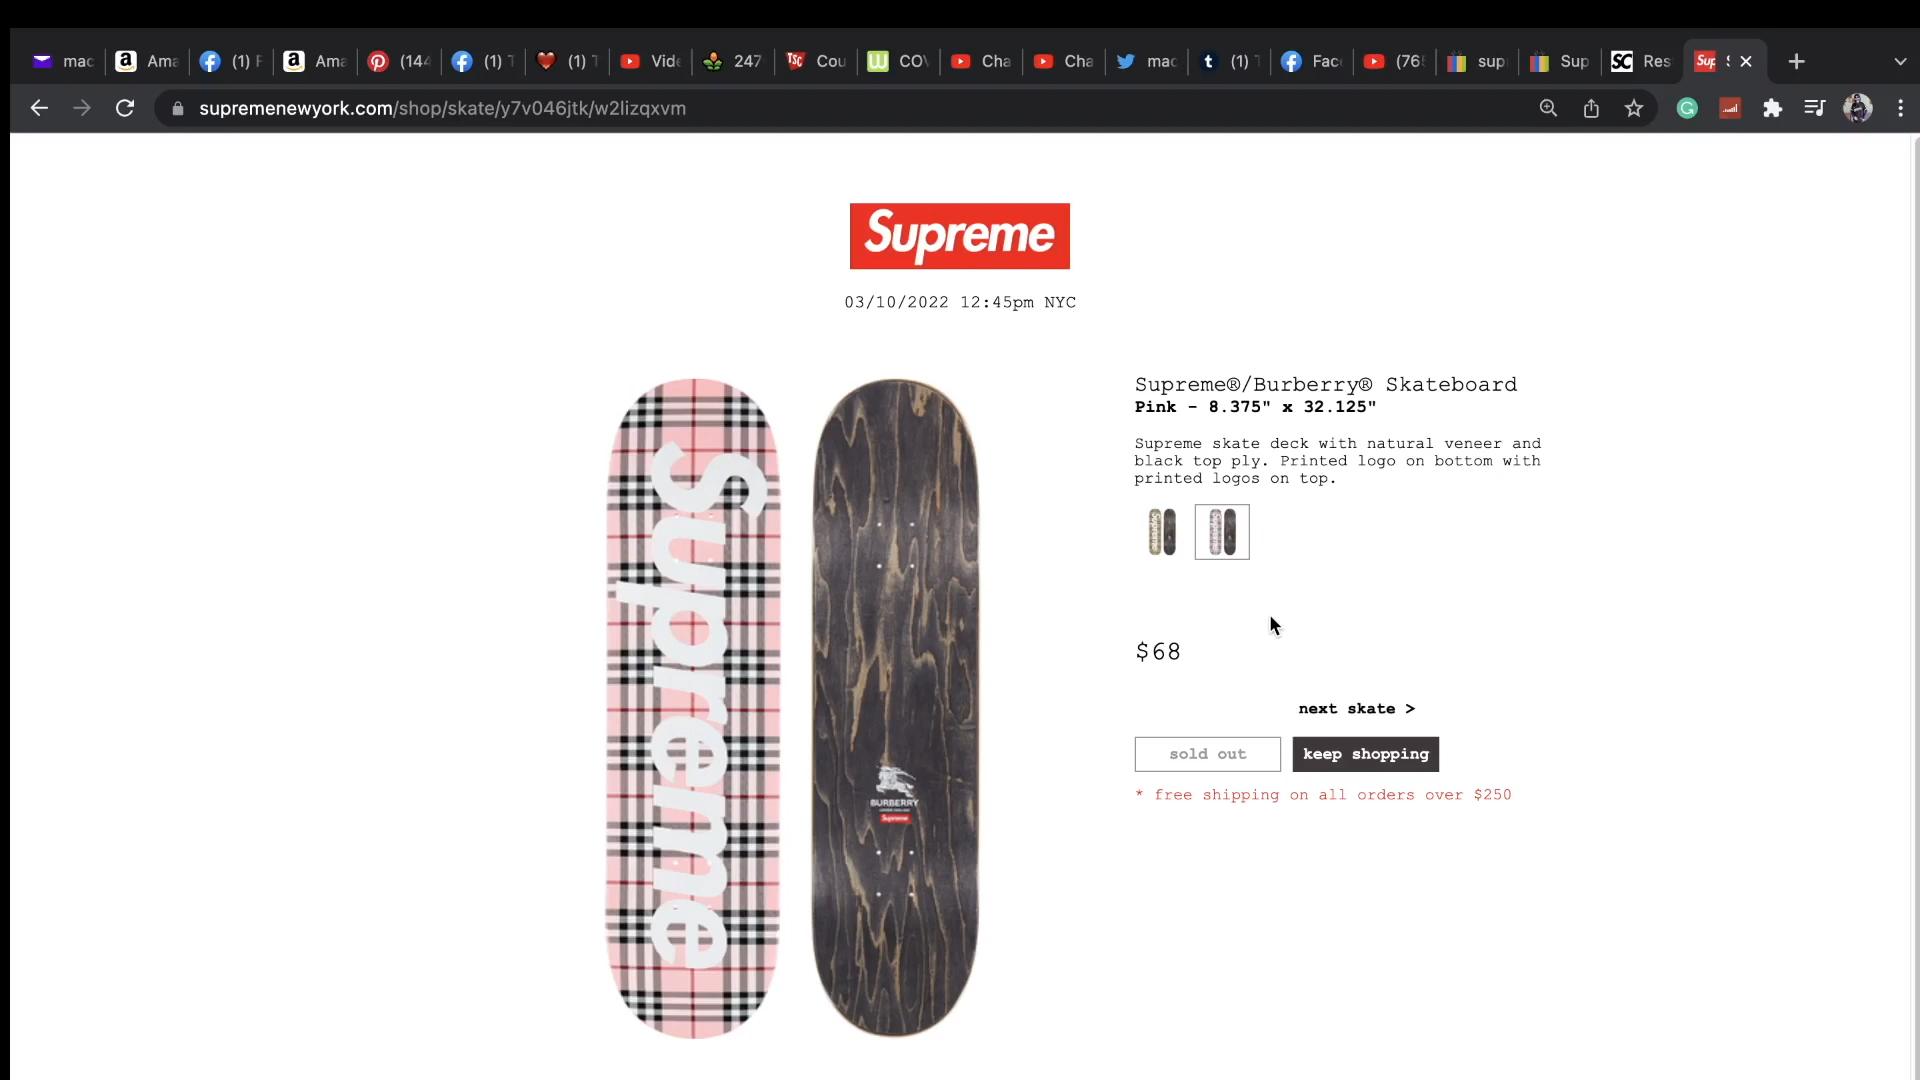 mac
Ama
(1) F
Ama
(144
(1) T
(1) T
Vide
247
TSC
Cou
COV
Cha
Cha
mac
(1) T
Fac
(765
sup
Sup
SC
Res
Sup
supremenewyork.com/shop/skate/y7v046jtk/w2lizqxvm
Supreme
03/10/2022 12:45pm NYC
Supreme®/Burberry® Skateboard
Pink - 8.375" x 32.125"
Supreme skate deck with natural veneer and
black top ply. Printed logo on bottom with
printed logos on top.
$68
next skate >
sold out
keep shopping
* free shipping on all orders over $250
Supreme
BURBERRY
Supreme